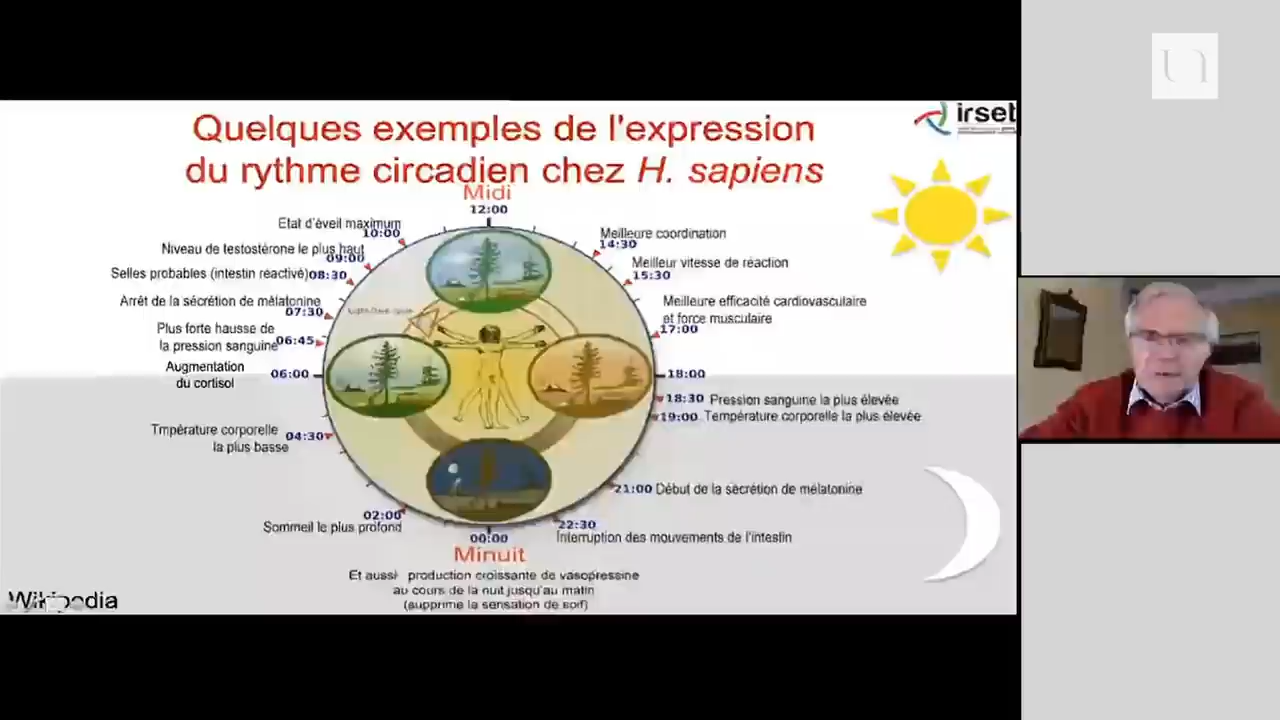 Quelques exemples de l'expression
du rythme circadien chez H. sapiens
irset
Midi
12:00
Etat d'éveil maximum
10:00
Niveau de testostérone le plus haut
09:00
Selles probables (intestin reactivé) 08:30
Arrêt de la sécrétion de mélatonine
07:30
Plus forte hausse de
la pression sanguine
06:45
Augmentation
du cortisol
06:00
Tmpérature corporelle
la plus basse
04:30
02:00
Sommeil le plus profond
Meilleure coordination
14:30
Meilleur vitesse de réaction
15:30
Meilleure efficacité cardiovasculaire
et force musculaire
17:00
18:00
18:30 Pression sanguine la plus élevée
19:00 Température corporelle la plus élevée
21:00 Début de la sécrétion de mélatonine
22:30
Interruption des mouvements de l'intestin
00:00
Minuit
Et aussi production croissante de vasopressine
au cours de la nuit jusqu'au matin
(supprime la sensation de soif)
Wikipedia